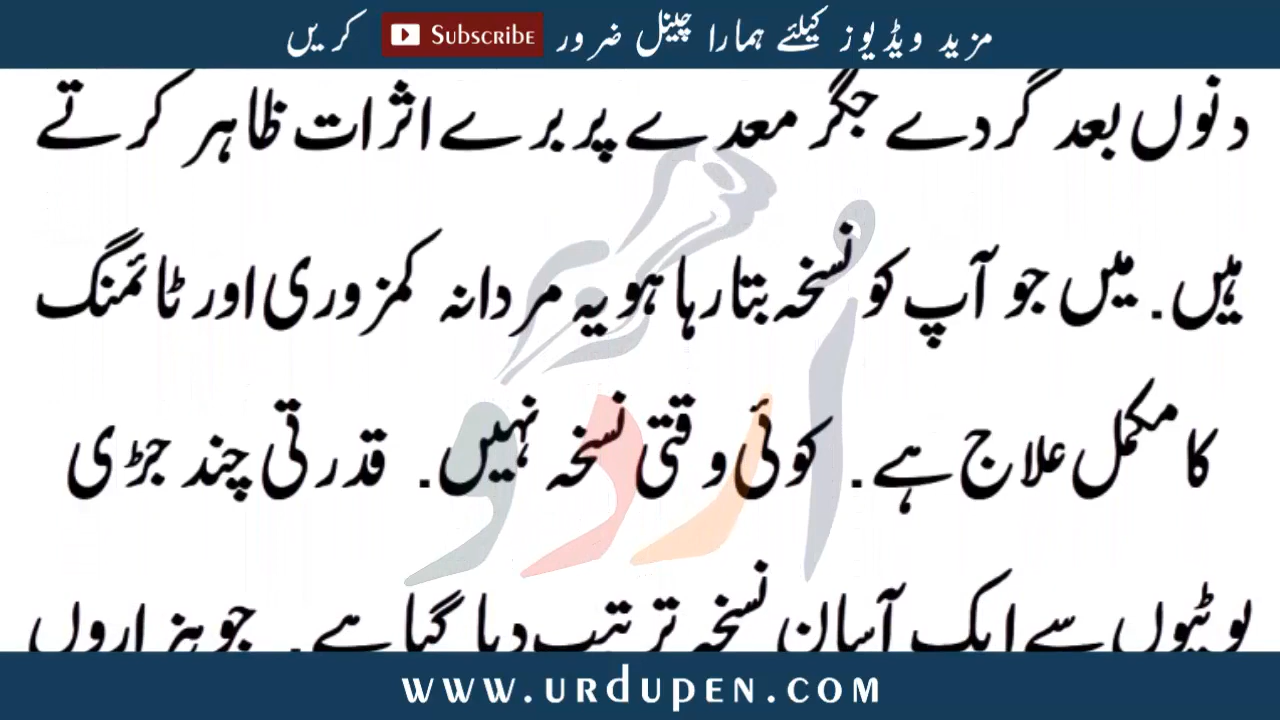 مزید ویڈیوز کیلئے ہمارا چینل ضرور Subscribe کریں
دنوں بعد گردے جگر معدے پر برے اثرات ظاہر کرتے
ہیں. میں جو آپ کو نسخہ بتا رہا ہو یہ مردانہ کمزوری اور ٹائمنگ
کا مکمل علاج ہے. کوئی وقتی نسخہ نہیں. قدرتی چند جڑی
بوٹیوں سے ایک آسان نسخہ ترتیب دیا گیا ہے. جو ہزاروں
www.urdupen.com